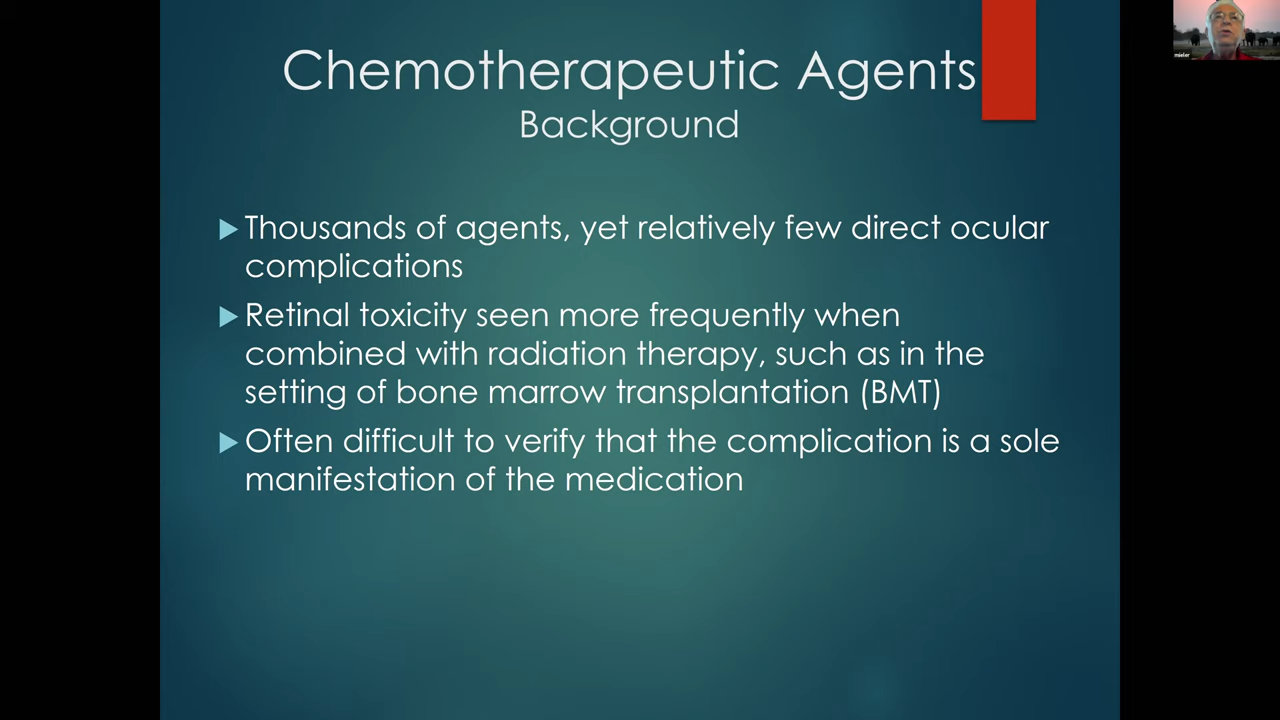 Chemotherapeutic Agents
Background
Thousands of agents, yet relatively few direct ocular
complications
Retinal toxicity seen more frequently when
combined with radiation therapy, such as in the
setting of bone marrow transplantation (BMT)
Often difficult to verify that the complication is a sole
manifestation of the medication
mieler